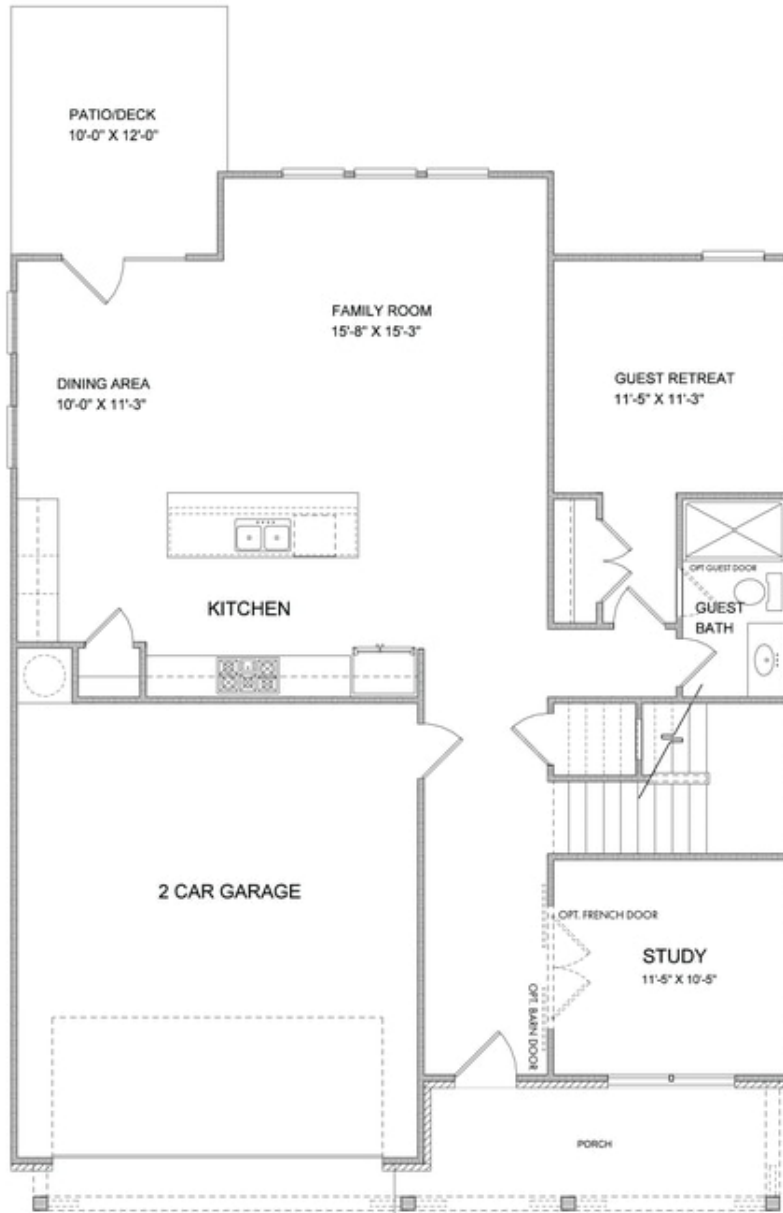 PATIO/DECK
10'-0" X 12'-0"
FAMILY ROOM
15'-8" X 15'-3"
DINING AREA
10'-0" X 11'-3"
GUEST RETREAT
11'-5" X 11'-3"
KITCHEN
OPT GUEST DOOR
GUEST
BATH
2 CAR GARAGE
OPT. FRENCH DOOR
STUDY
11'-5" X 10'-5"
OPT. BARN DOOR
PORCH